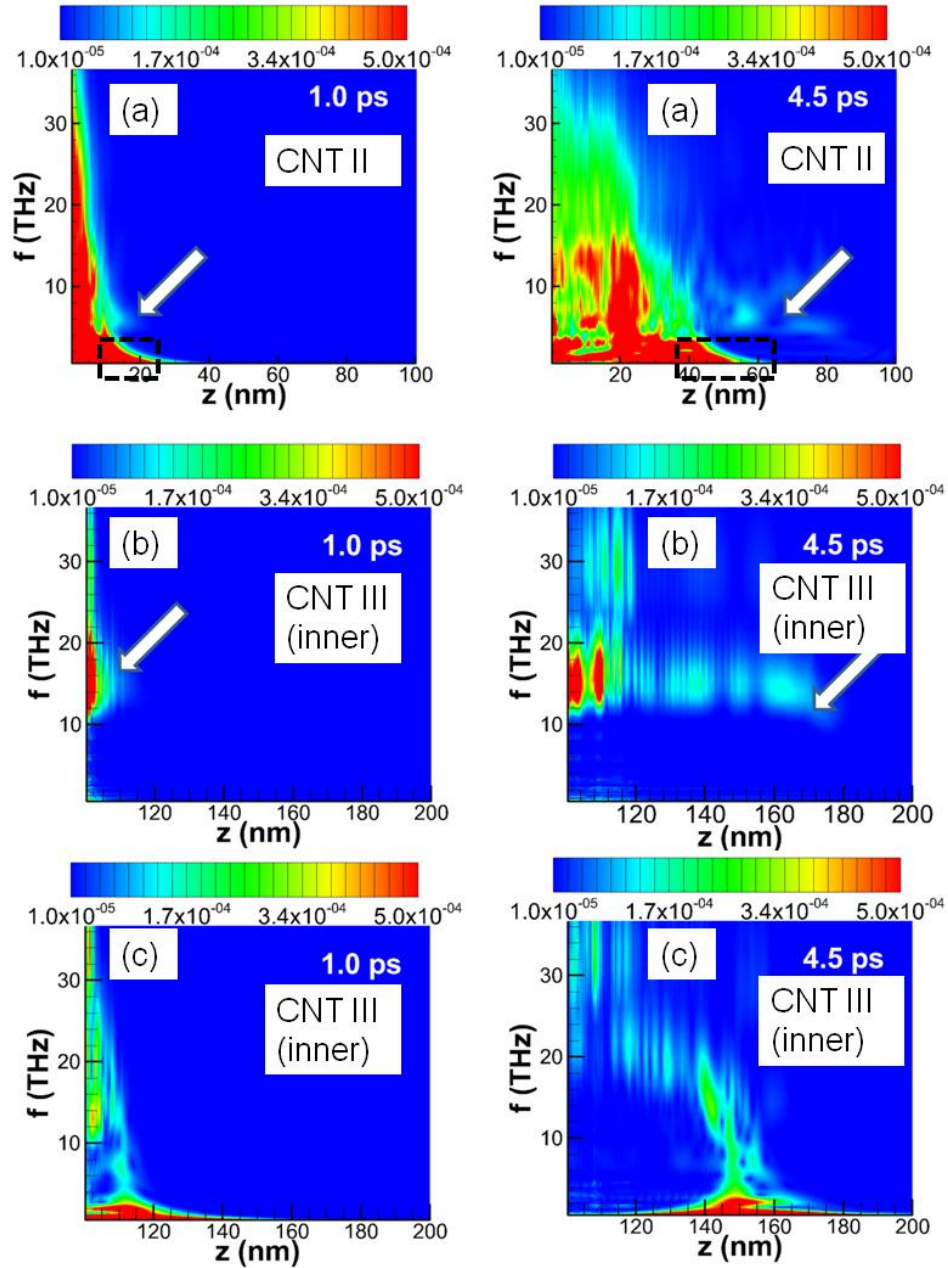 1.0x10⁻⁰⁵ 1.7x10⁻⁰⁴ 3.4x10⁻⁰⁴ 5.0x10⁻⁰⁴
(a)
1.0 ps
CNT II
f (THz)
30
20
10
20 40 60 80 100
z (nm)
1.0x10⁻⁰⁵ 1.7x10⁻⁰⁴ 3.4x10⁻⁰⁴ 5.0x10⁻⁰⁴
(a)
4.5 ps
CNT II
f (THz)
30
20
10
20 40 60 80 100
z (nm)
1.0x10⁻⁰⁵ 1.7x10⁻⁰⁴ 3.4x10⁻⁰⁴ 5.0x10⁻⁰⁴
(b)
1.0 ps
CNT III
(inner)
f (THz)
30
20
10
120 140 160 180 200
z (nm)
1.0x10⁻⁰⁵ 1.7x10⁻⁰⁴ 3.4x10⁻⁰⁴ 5.0x10⁻⁰⁴
(b)
4.5 ps
CNT III
(inner)
f (THz)
30
20
10
120 140 160 180 200
z (nm)
1.0x10⁻⁰⁵ 1.7x10⁻⁰⁴ 3.4x10⁻⁰⁴ 5.0x10⁻⁰⁴
(c)
1.0 ps
CNT III
(inner)
f (THz)
30
20
10
120 140 160 180 200
z (nm)
1.0x10⁻⁰⁵ 1.7x10⁻⁰⁴ 3.4x10⁻⁰⁴ 5.0x10⁻⁰⁴
(c)
4.5 ps
CNT III
(inner)
f (THz)
30
20
10
120 140 160 180 200
z (nm)